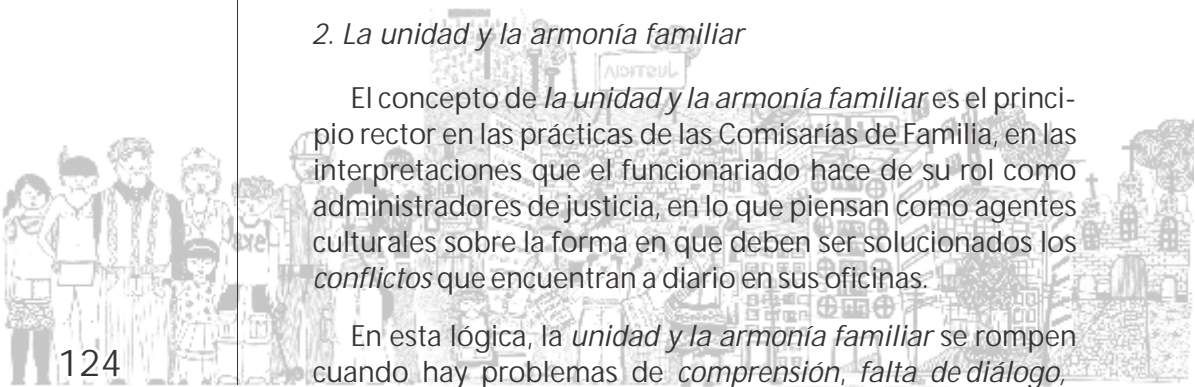 2. La unidad y la armonía familiar
El concepto de la unidad y la armonía familiar es el princi-
pio rector en las prácticas de las Comisarías de Familia, en las
interpretaciones que el funcionariado hace de su rol como
administradores de justicia, en lo que piensan como agentes
culturales sobre la forma en que deben ser solucionados los
conflictos que encuentran a diario en sus oficinas.
En esta lógica, la unidad y la armonía familiar se rompen
cuando hay problemas de comprensión, falta de diálogo,
124